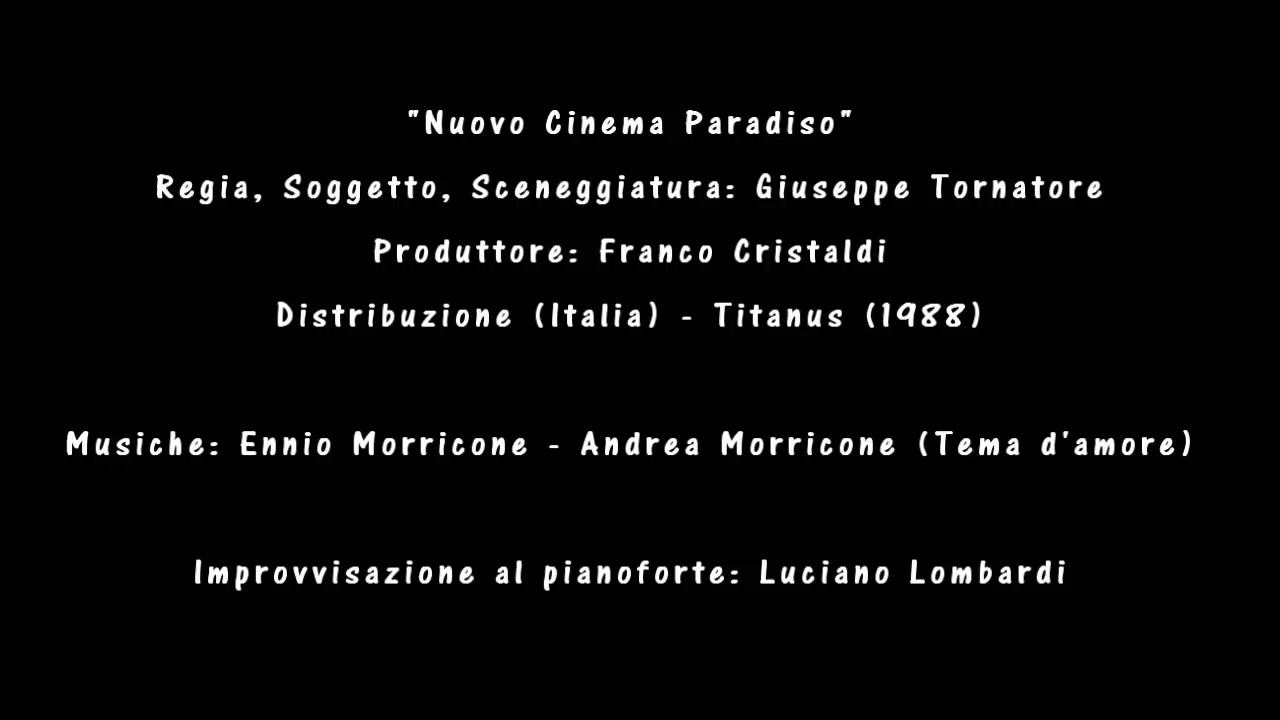 "Nuovo Cinema Paradiso"
Regia, Soggetto, Sceneggiatura: Giuseppe Tornatore
Produttore: Franco Cristaldi
Distribuzione (Italia) - Titanus (1988)
Musiche: Ennio Morricone - Andrea Morricone (Tema d'amore)
Improvvisazione al pianoforte: Luciano Lombardi